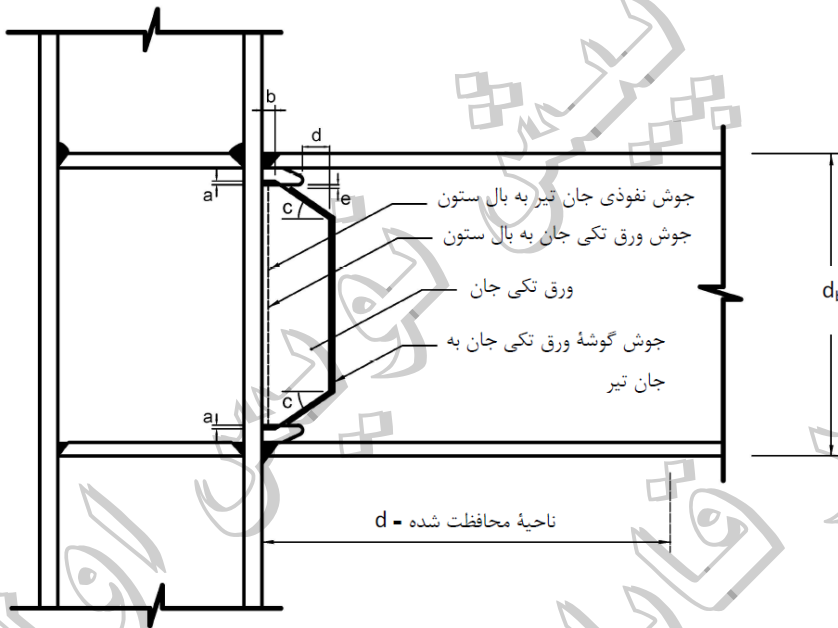 b
d
a
e
c
جوش نفوذی جان تیر به بال ستون
جوش ورق تکی جان به بال ستون
ورق تکی جان
جوش گوشهٔ ورق تکی جان به
جان تیر
c
a
ناحیهٔ محافظت شده = d